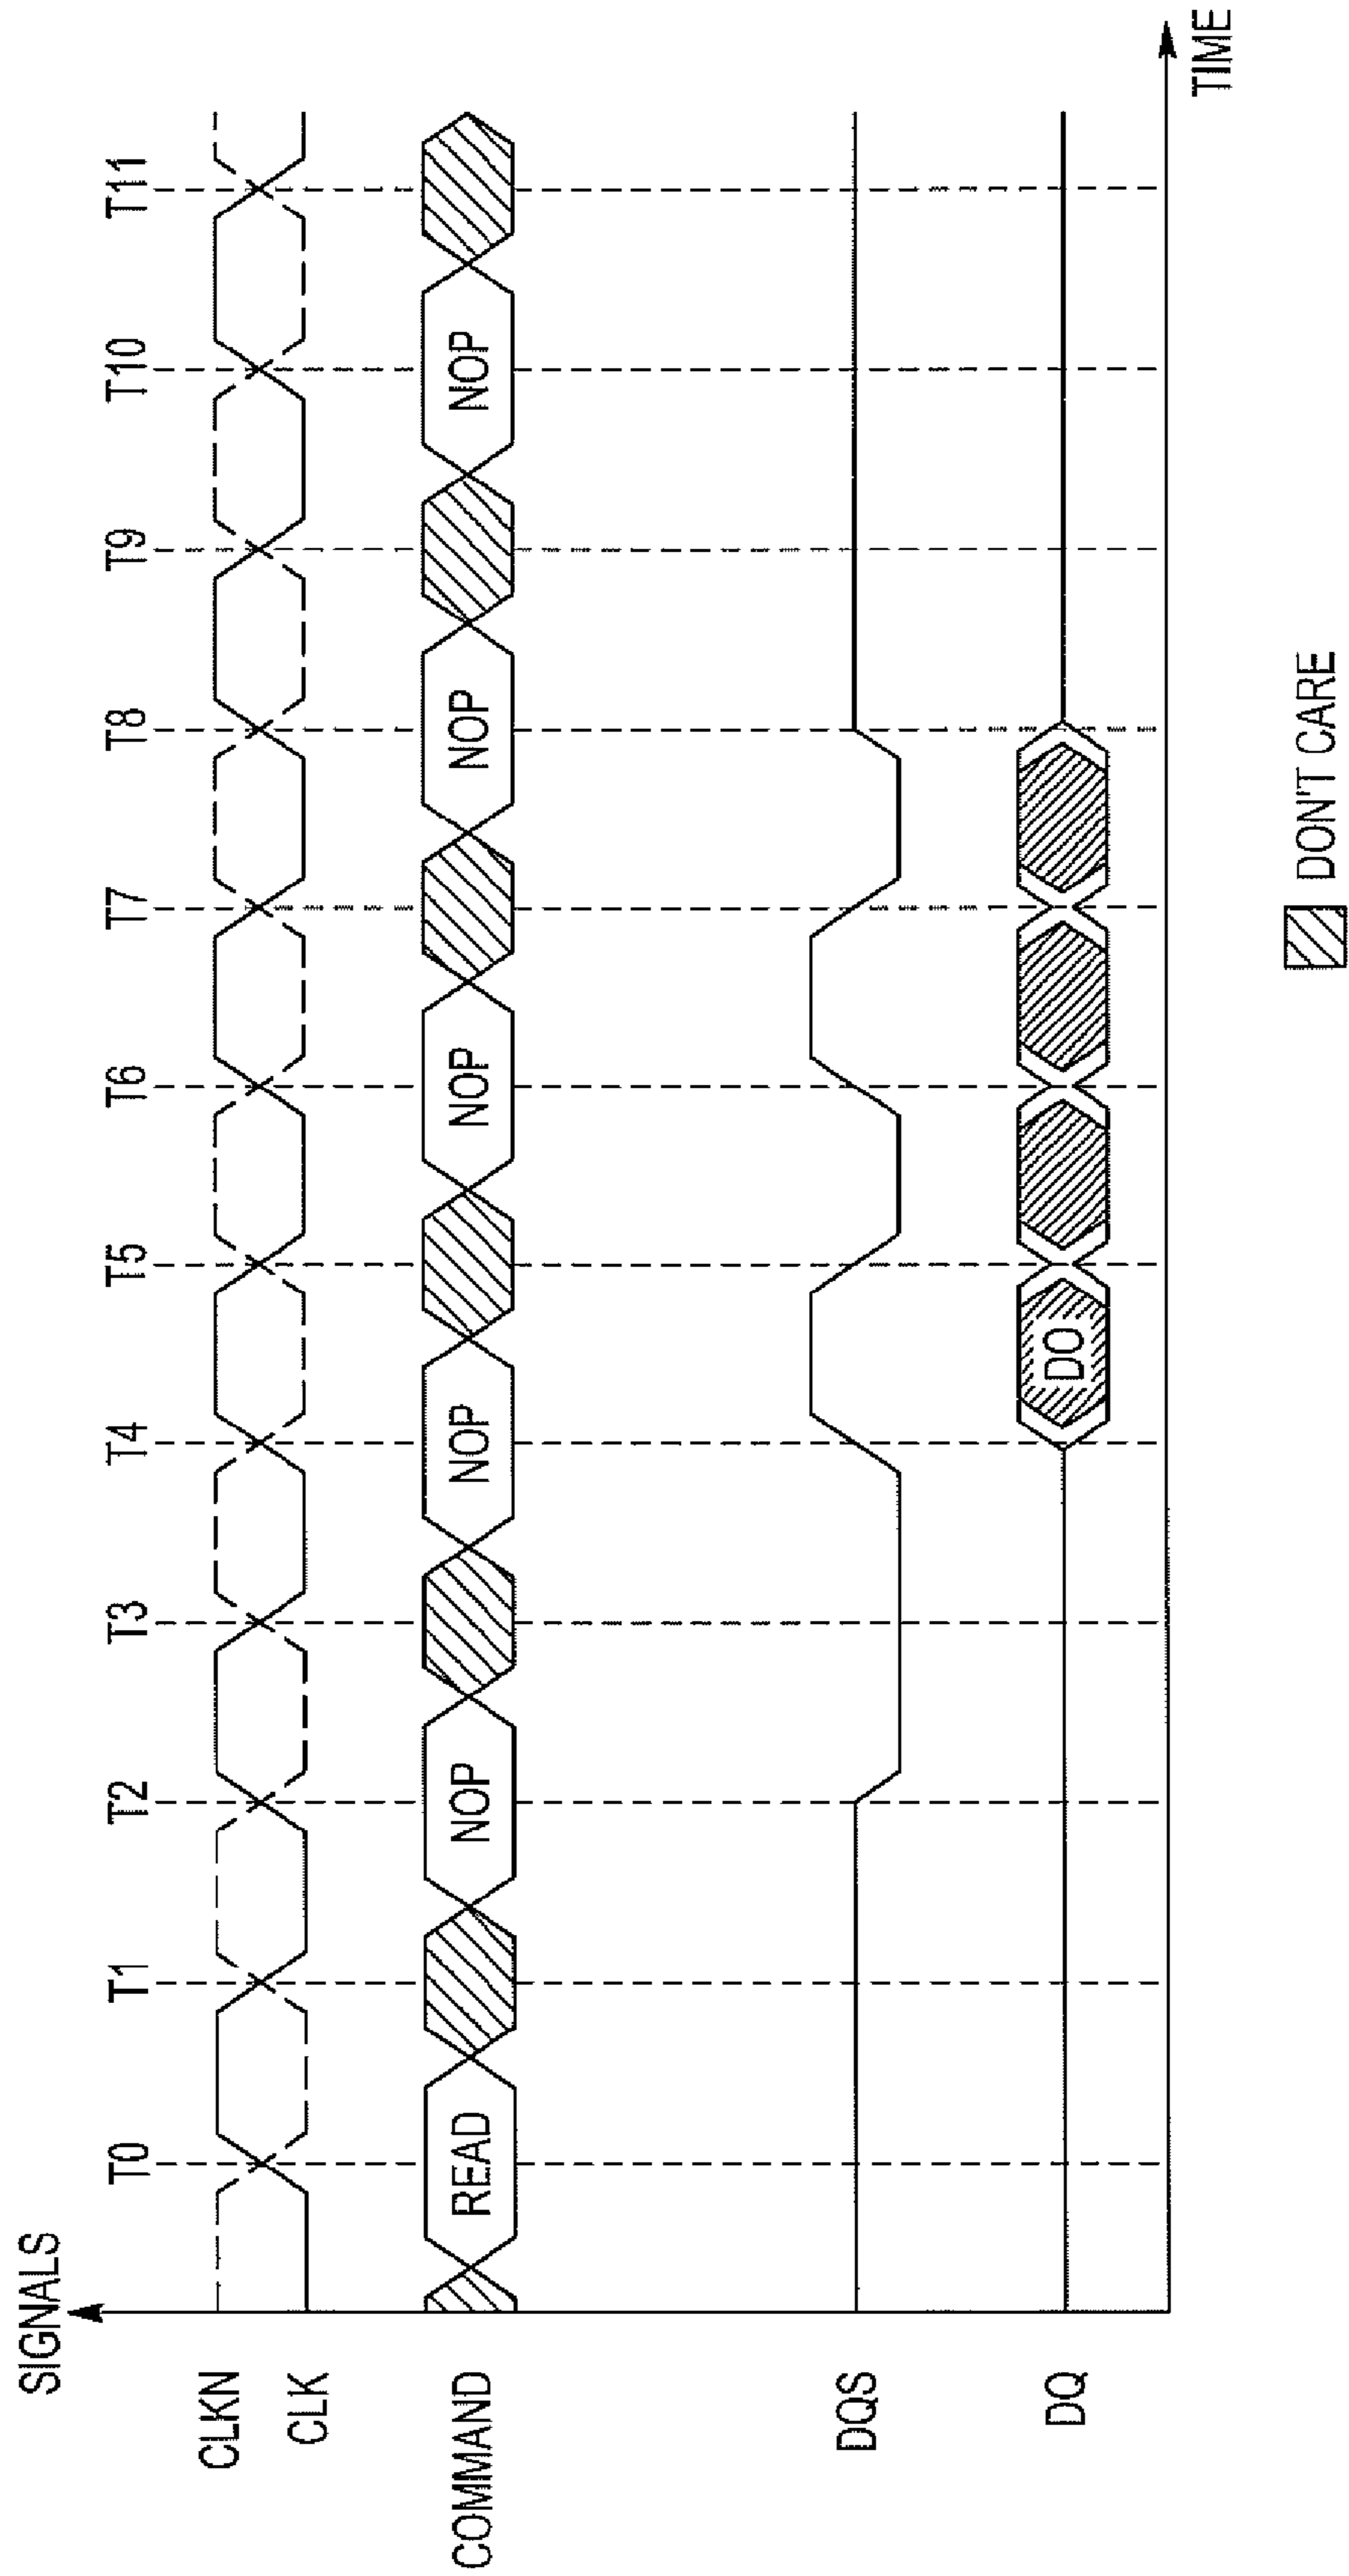 SIGNALS
T0 T1 T2 T3 T4 T5 T6 T7 T8 T9 T10 T11
CLKN
CLK
COMMAND READ NOP NOP NOP NOP NOP
DQS
DQ DO
TIME
DON'T CARE